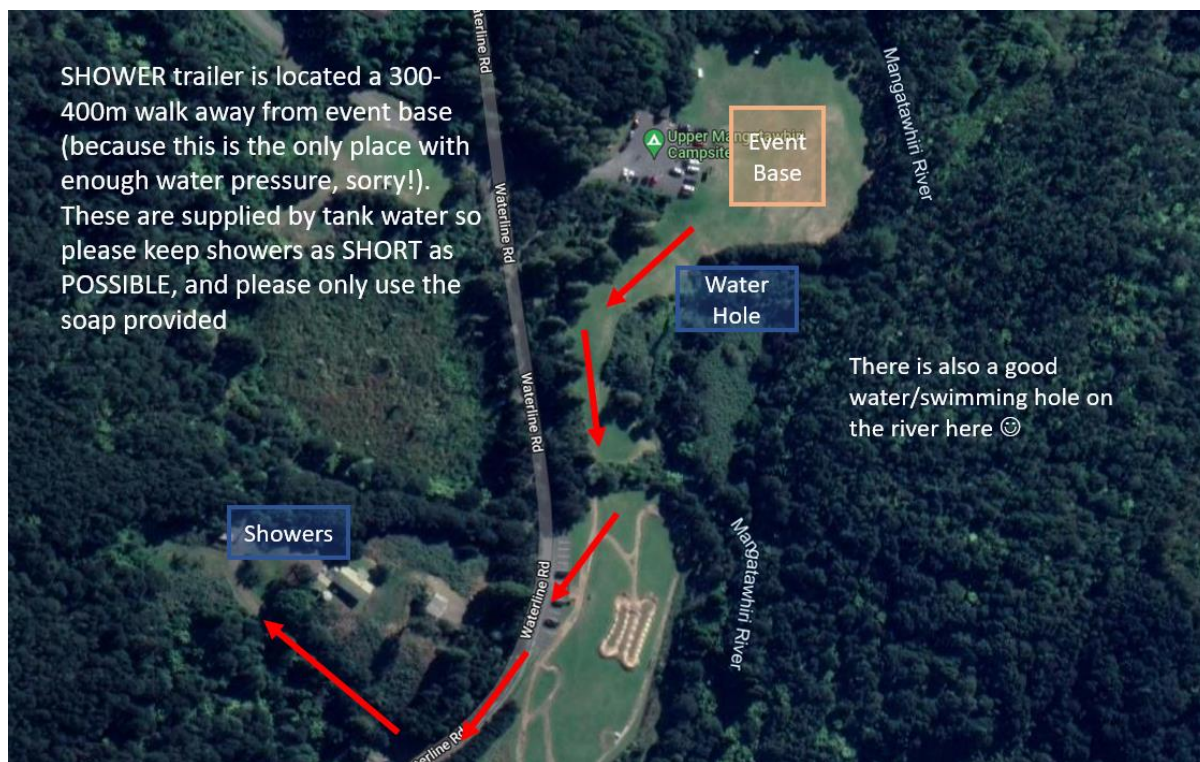 SHOWER trailer is located a 300-
400m walk away from event base
(because this is the only place with
enough water pressure, sorry!).
These are supplied by tank water so
please keep showers as SHORT as
POSSIBLE, and please only use the
soap provided
Waterline Rd
Waterline Rd
Waterline Rd
Waterline Rd
Waterline Rd
Upper Mangatawhiri
Campsite
Event
Base
Mangatawhiri River
Water
Hole
There is also a good
water/swimming hole on
the river here ☺
Showers
Mangatawhiri River